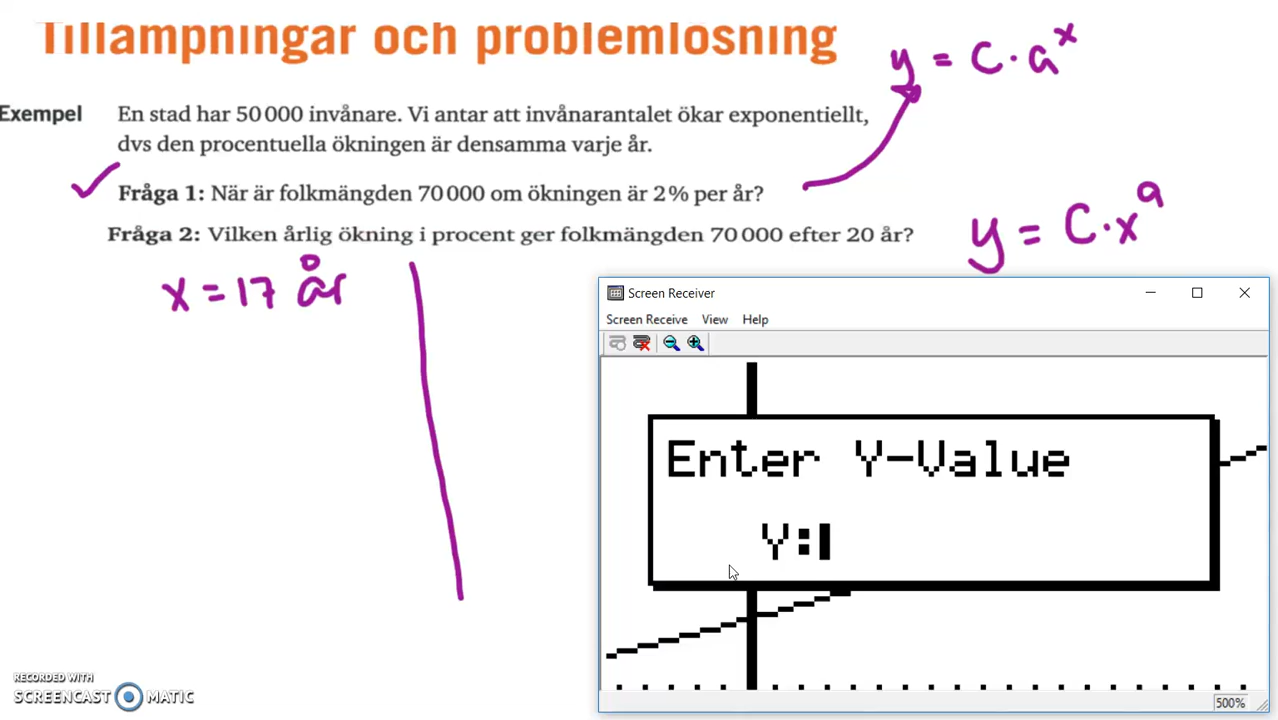 Tillämpningar och problemlösning
y = C · a^x
Exempel En stad har 50 000 invånare. Vi antar att invånarantalet ökar exponentiellt,
dvs den procentuella ökningen är densamma varje år.
Fråga 1: När är folkmängden 70 000 om ökningen är 2 % per år?
Fråga 2: Vilken årlig ökning i procent ger folkmängden 70 000 efter 20 år?
y = C · x^a
x = 17 år
Screen Receiver
Screen Receive View Help
Enter Y-Value
Y:
500%
RECORDED WITH
SCREENCAST MATIC